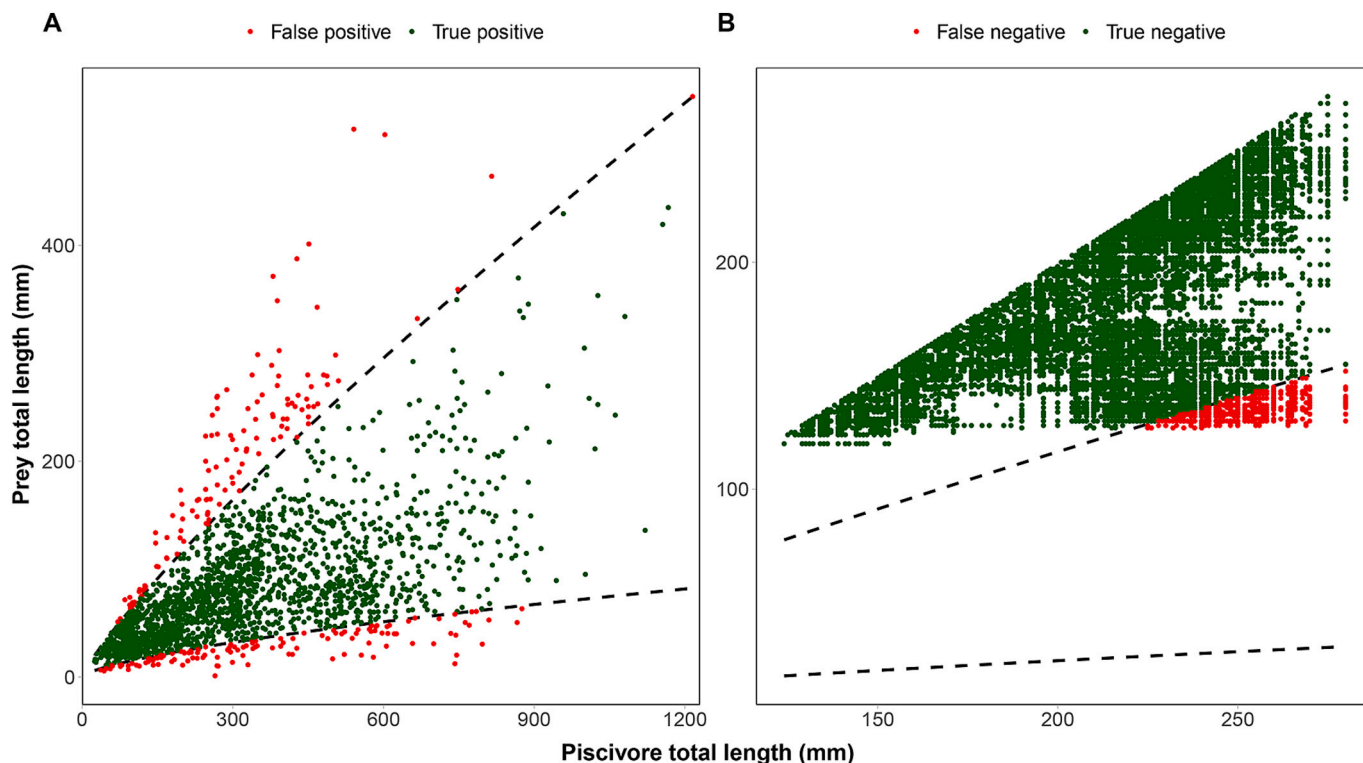 A
False positive True positive
B
False negative True negative
Prey total length (mm)
400
200
0
0 300 600 900 1200
200
100
150 200 250
Piscivore total length (mm)